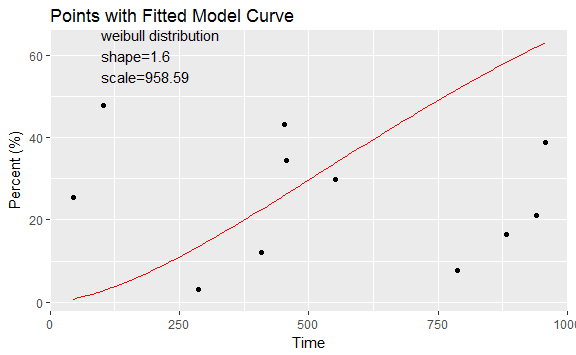 Points with Fitted Model Curve
weibull distribution
shape=1.6
scale=958.59
Percent (%)
60
40
20
0
0 250 500 750 1000
Time